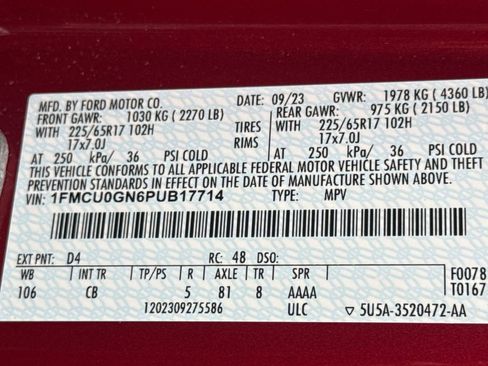 MFD. BY FORD MOTOR CO. 09/23 GVWR: 1978 KG ( 4360 LB)
FRONT GAWR: 1030 KG ( 2270 LB) REAR GAWR: 975 KG ( 2150 LB)
WITH 225/65R17 102H TIRES WITH 225/65R17 102H
17x7.0J RIMS 17x7.0J
AT 250 kPa/ 36 PSI COLD AT 250 kPa/ 36 PSI COLD
THIS VEHICLE CONFORMS TO ALL APPLICABLE FEDERAL MOTOR VEHICLE SAFETY AND THEFT
PREVENTION STANDARDS IN EFFECT ON THE DATE OF MANUFACTURE SHOWN ABOVE.
VIN: 1FMCU0GN6PUB17714 TYPE: MPV
EXT PNT: D4 RC: 48 DSO:
WB INT TR TP/PS R AXLE TR SPR F0078
106 CB 5 81 8 AAAA T0167
1202309275586 ULC ▽ 5U5A-3520472-AA